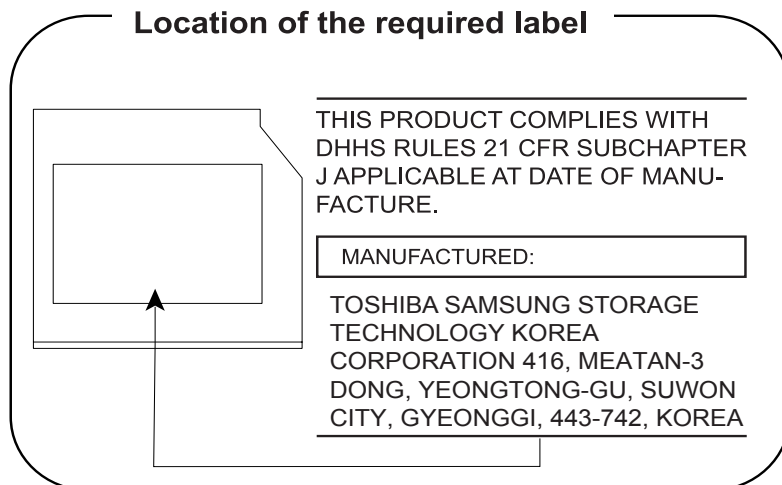 Location of the required label
THIS PRODUCT COMPLIES WITH
DHHS RULES 21 CFR SUBCHAPTER
J APPLICABLE AT DATE OF MANU-
FACTURE.
MANUFACTURED:
TOSHIBA SAMSUNG STORAGE
TECHNOLOGY KOREA
CORPORATION 416, MEATAN-3
DONG, YEONGTONG-GU, SUWON
CITY, GYEONGGI, 443-742, KOREA